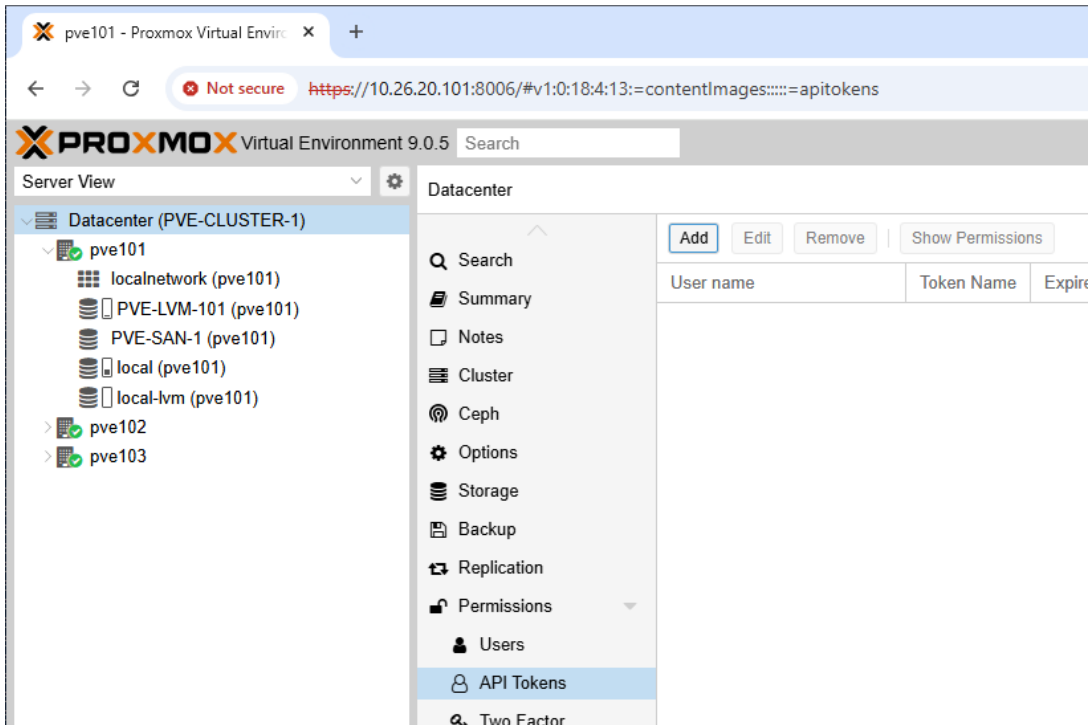 pve101 - Proxmox Virtual Enviro
Not secure https://10.26.20.101:8006/#v1:0:18:4:13:=contentImages:::::=apitokens
PROXMOX Virtual Environment 9.0.5 Search
Server View
Datacenter
Datacenter (PVE-CLUSTER-1)
pve101
localnetwork (pve101)
PVE-LVM-101 (pve101)
PVE-SAN-1 (pve101)
local (pve101)
local-lvm (pve101)
pve102
pve103
Search
Summary
Notes
Cluster
Ceph
Options
Storage
Backup
Replication
Permissions
Users
API Tokens
Two Factor
Add Edit Remove Show Permissions
User name Token Name Expire